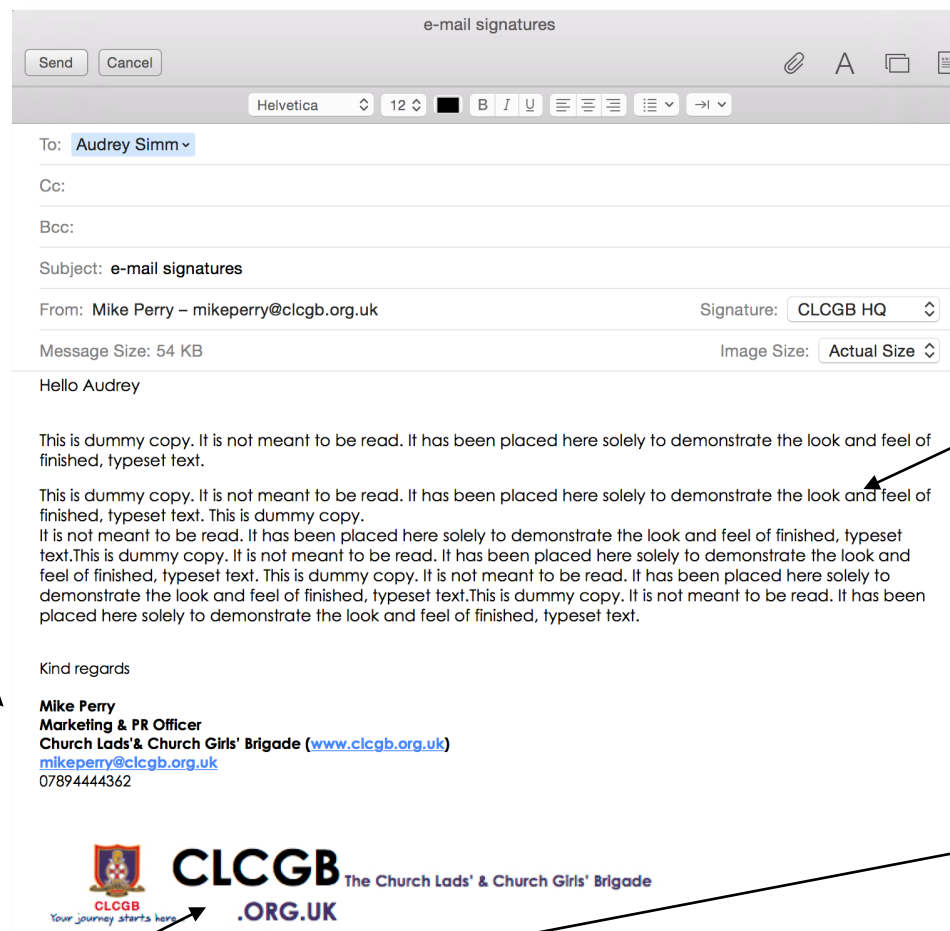 e-mail signatures
Send Cancel
Helvetica 12 B I U
To: Audrey Simm
Cc:
Bcc:
Subject: e-mail signatures
From: Mike Perry – mikeperry@clcgb.org.uk Signature: CLCGB HQ
Message Size: 54 KB Image Size: Actual Size
Hello Audrey
This is dummy copy. It is not meant to be read. It has been placed here solely to demonstrate the look and feel of
finished, typeset text.
This is dummy copy. It is not meant to be read. It has been placed here solely to demonstrate the look and feel of
finished, typeset text. This is dummy copy.
It is not meant to be read. It has been placed here solely to demonstrate the look and feel of finished, typeset
text.This is dummy copy. It is not meant to be read. It has been placed here solely to demonstrate the look and
feel of finished, typeset text. This is dummy copy. It is not meant to be read. It has been placed here solely to
demonstrate the look and feel of finished, typeset text.This is dummy copy. It is not meant to be read. It has been
placed here solely to demonstrate the look and feel of finished, typeset text.
Kind regards
Mike Perry
Marketing & PR Officer
Church Lads'& Church Girls' Brigade (www.clcgb.org.uk)
mikeperry@clcgb.org.uk
07894444362
CLCGB The Church Lads' & Church Girls' Brigade
.ORG.UK
CLCGB
Your journey starts here